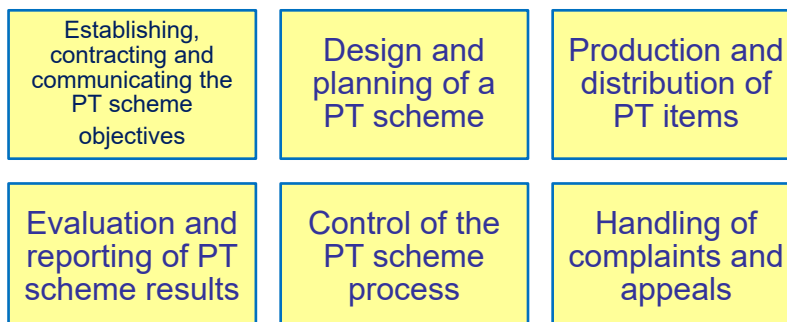 Establishing,
contracting and
communicating the
PT scheme
objectives
Design and
planning of a
PT scheme
Production and
distribution of
PT items
Evaluation and
reporting of PT
scheme results
Control of the
PT scheme
process
Handling of
complaints and
appeals